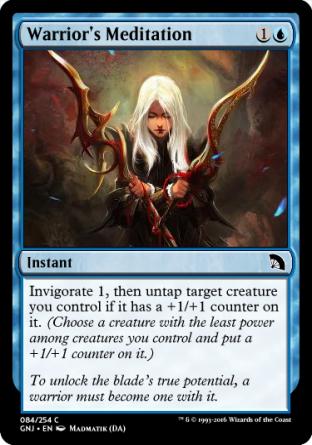 Warrior's Meditation 1
Instant
Invigorate 1, then untap target creature
you control if it has a +1/+1 counter on
it. (Choose a creature with the least power
among creatures you control and put a
+1/+1 counter on it.)
To unlock the blade's true potential, a
warrior must become one with it.
084/254 C
GNJ • EN MADMATIK (DA)
™ & © 1993-2016 Wizards of the Coast